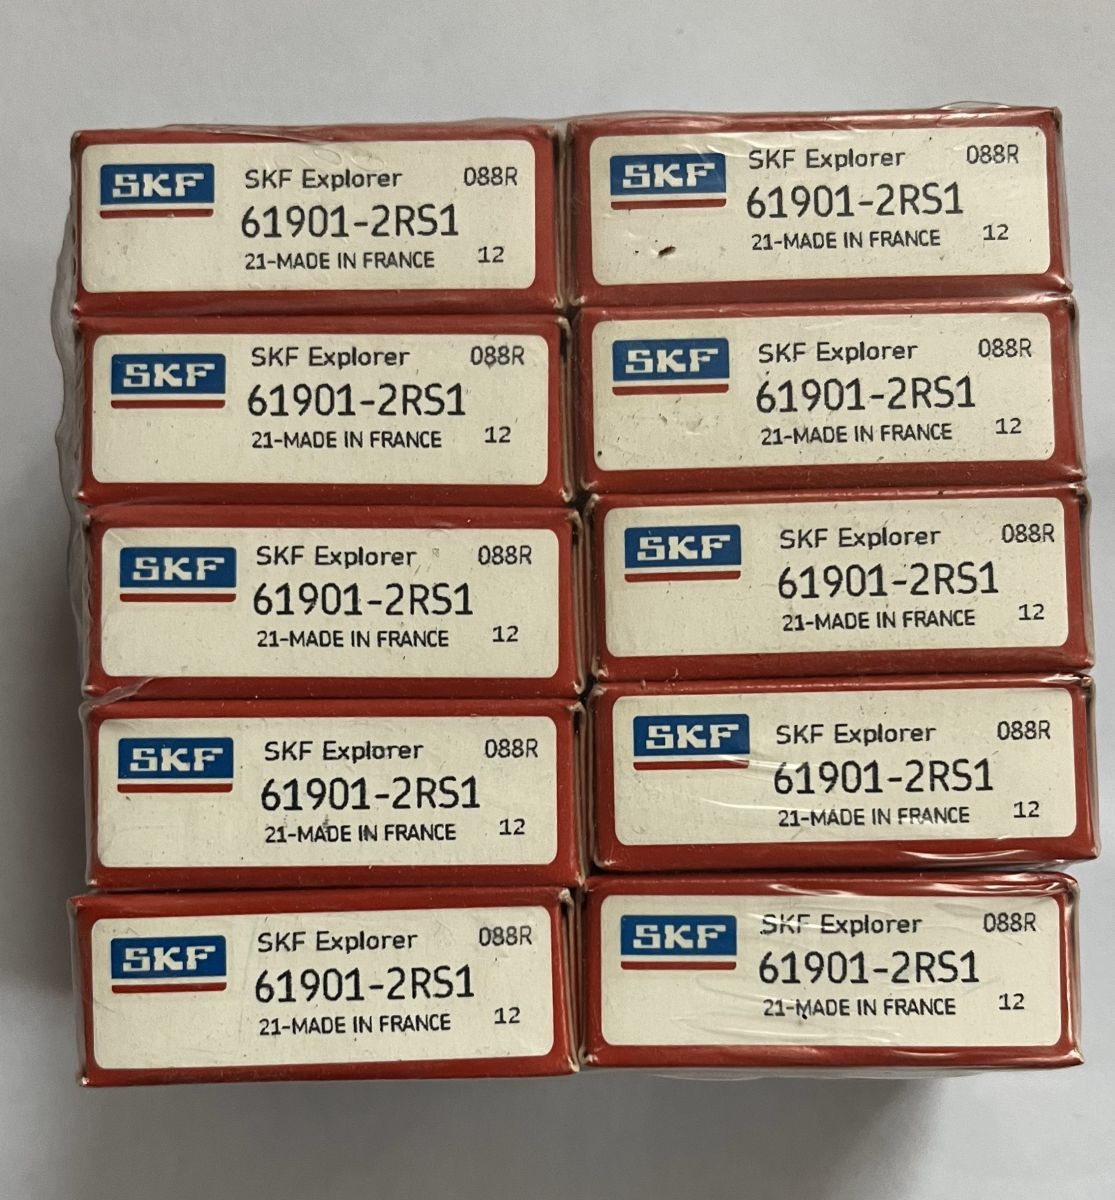 SKF SKF Explorer 088R
61901-2RS1
21-MADE IN FRANCE 12
SKF SKF Explorer 088R
61901-2RS1
21-MADE IN FRANCE 12
SKF SKF Explorer 088R
61901-2RS1
21-MADE IN FRANCE 12
SKF SKF Explorer 088R
61901-2RS1
21-MADE IN FRANCE 12
SKF SKF Explorer 088R
61901-2RS1
21-MADE IN FRANCE 12
SKF SKF Explorer 088R
61901-2RS1
21-MADE IN FRANCE 12
SKF SKF Explorer 088R
61901-2RS1
21-MADE IN FRANCE 12
SKF SKF Explorer 088R
61901-2RS1
21-MADE IN FRANCE 12
SKF SKF Explorer 088R
61901-2RS1
21-MADE IN FRANCE 12
SKF SKF Explorer 088R
61901-2RS1
21-MADE IN FRANCE 12